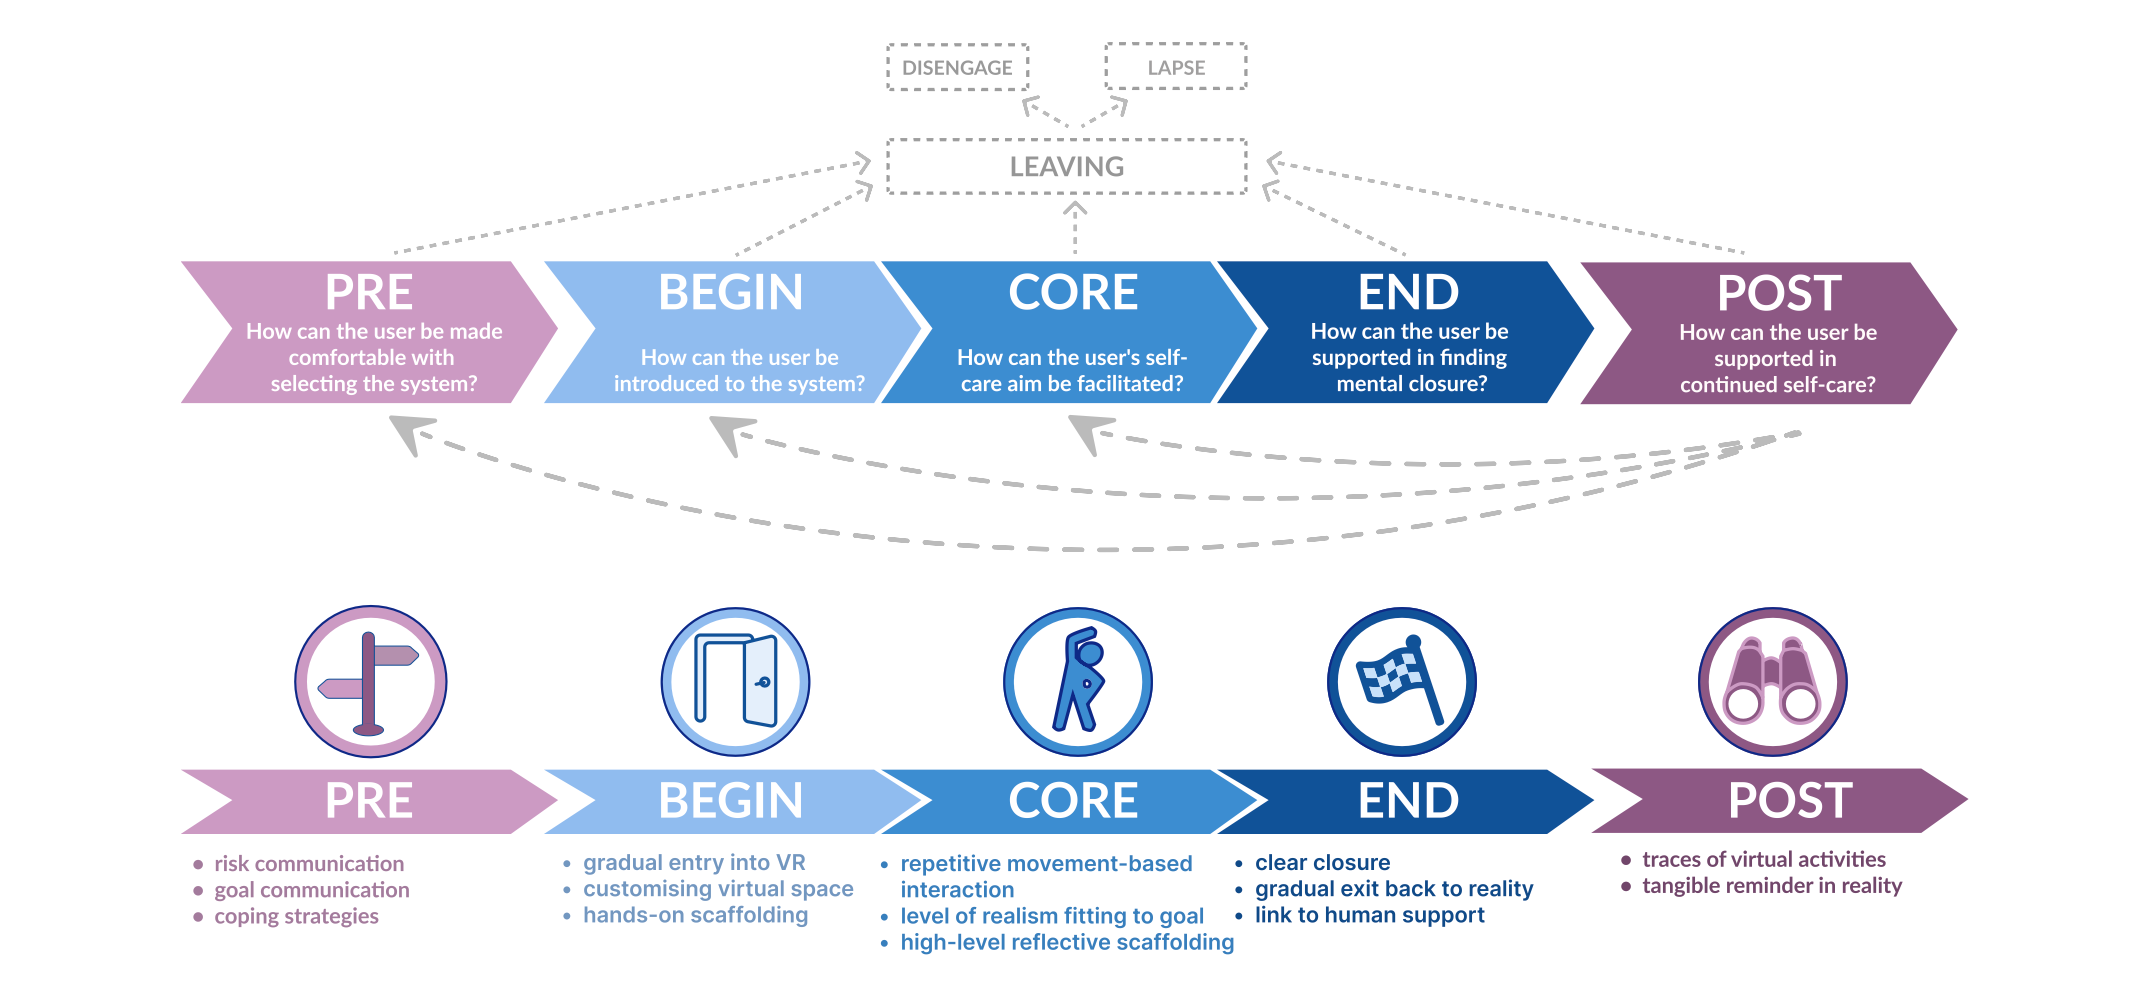 DISENGAGE
LAPSE
LEAVING
PRE
How can the user be made
comfortable with
selecting the system?
BEGIN
How can the user be
introduced to the system?
CORE
How can the user's self-
care aim be facilitated?
END
How can the user be
supported in finding
mental closure?
POST
How can the user be
supported in
continued self-care?
PRE
BEGIN
CORE
END
POST
• risk communication
• goal communication
• coping strategies
• gradual entry into VR
• customising virtual space
• hands-on scaffolding
• repetitive movement-based
interaction
• level of realism fitting to goal
• high-level reflective scaffolding
• clear closure
• gradual exit back to reality
• link to human support
• traces of virtual activities
• tangible reminder in reality